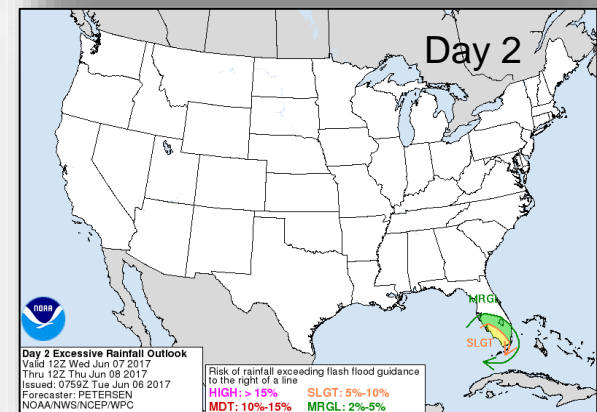 Day 2
MRGL
SLGT
NOAA
Day 2 Excessive Rainfall Outlook
Valid 12Z Wed Jun 07 2017
Thru 12Z Thu Jun 08 2017
Issued: 0759Z Tue Jun 06 2017
Forecaster: PETERSEN
NOAA/NWS/NCEP/WPC
Risk of rainfall exceeding flash flood guidance
to the right of a line
HIGH: > 15% SLGT: 5%-10%
MDT: 10%-15% MRGL: 2%-5%